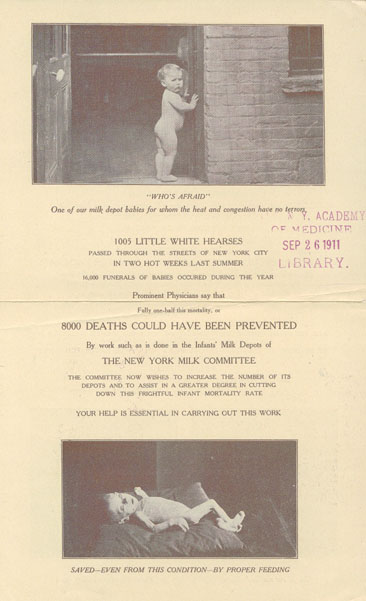 "WHO'S AFRAID"
One of our milk depot babies for whom the heat and congestion have no terrors.
N. Y. ACADEMY
OF MEDICINE
SEP 26 1911
LIBRARY.
1005 LITTLE WHITE HEARSES
PASSED THROUGH THE STREETS OF NEW YORK CITY
IN TWO HOT WEEKS LAST SUMMER
16,000 FUNERALS OF BABIES OCCURED DURING THE YEAR
Prominent Physicians say that
Fully one-half this mortality, or
8000 DEATHS COULD HAVE BEEN PREVENTED
By work such as is done in the Infants' Milk Depots of
THE NEW YORK MILK COMMITTEE
THE COMMITTEE NOW WISHES TO INCREASE THE NUMBER OF ITS
DEPOTS AND TO ASSIST IN A GREATER DEGREE IN CUTTING
DOWN THIS FRIGHTFUL INFANT MORTALITY RATE
YOUR HELP IS ESSENTIAL IN CARRYING OUT THIS WORK
SAVED—EVEN FROM THIS CONDITION—BY PROPER FEEDING